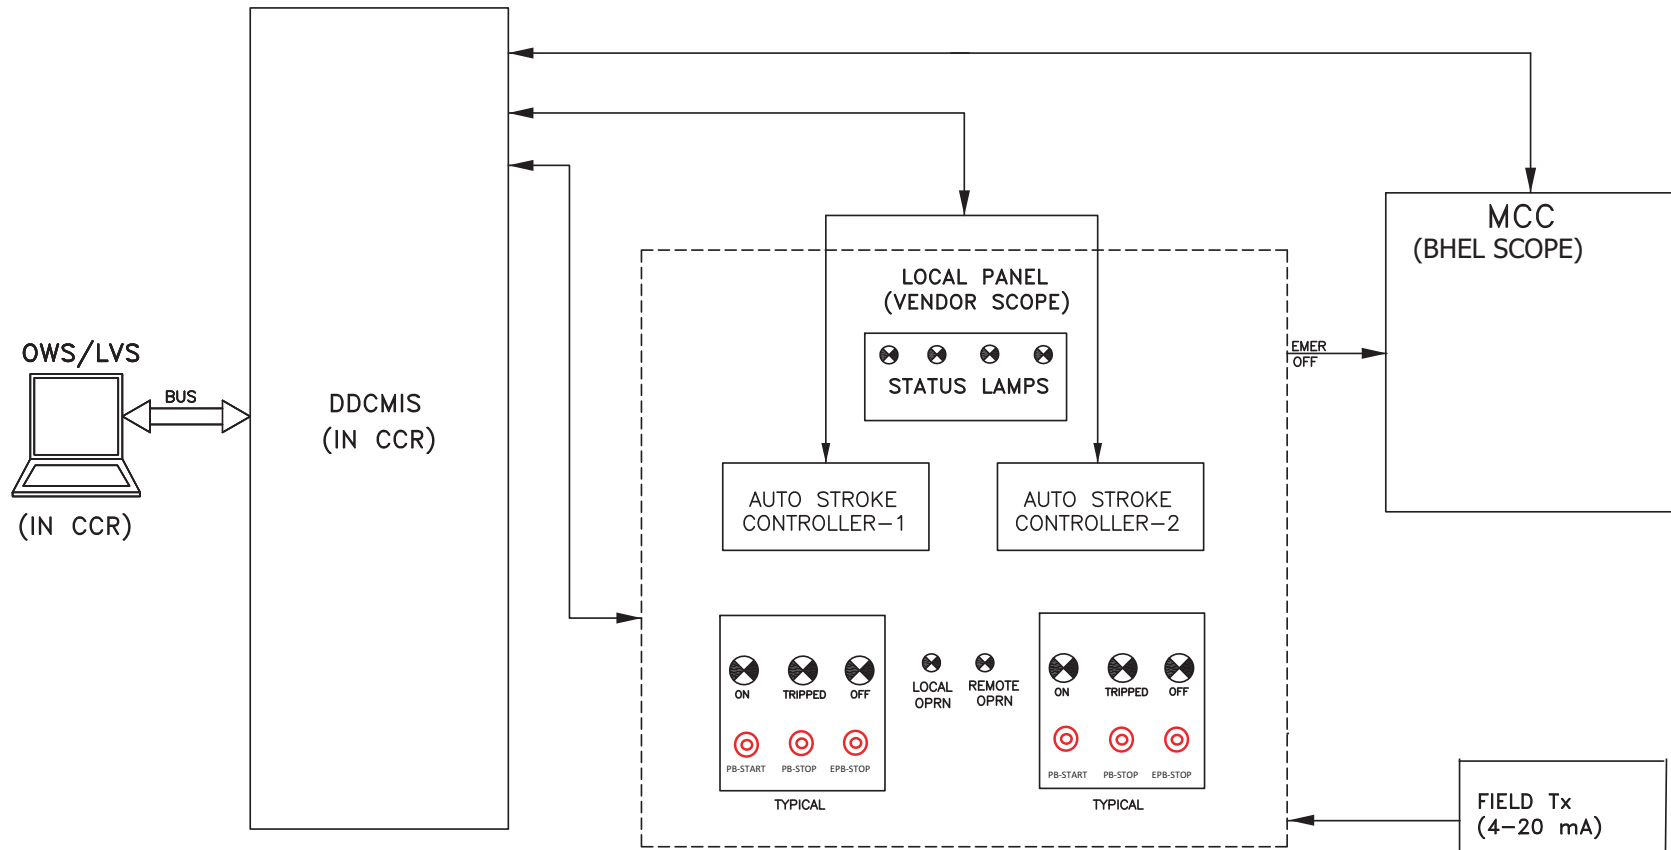 OWS/LVS
BUS
(IN CCR)
DDCMIS
(IN CCR)
LOCAL PANEL
(VENDOR SCOPE)
STATUS LAMPS
AUTO STROKE
CONTROLLER-1
AUTO STROKE
CONTROLLER-2
ON TRIPPED OFF
PB-START PB-STOP EPB-STOP
TYPICAL
LOCAL
OPRN
REMOTE
OPRN
ON TRIPPED OFF
PB-START PB-STOP EPB-STOP
TYPICAL
EMER
OFF
MCC
(BHEL SCOPE)
FIELD Tx
(4-20 mA)